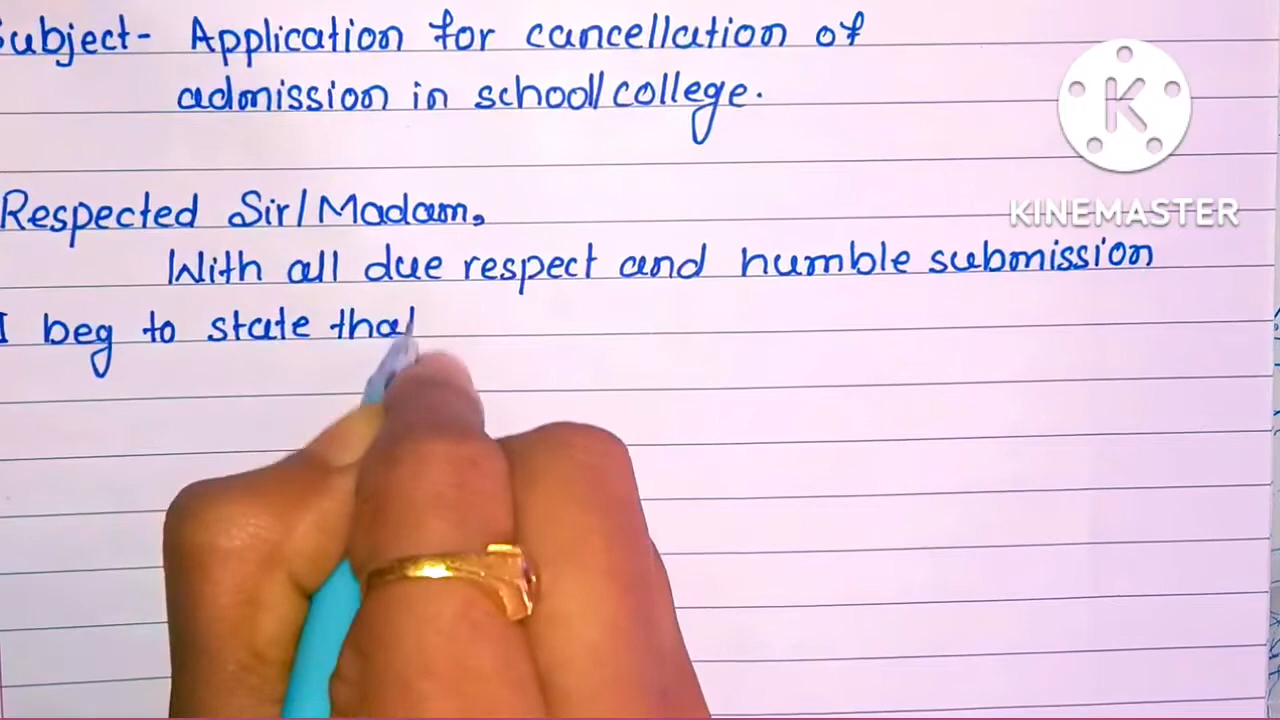 Subject- Application for cancellation of
admission in school/college.
KINEMASTER
Respected Sir/Madam,
With all due respect and humble submission
I beg to state that